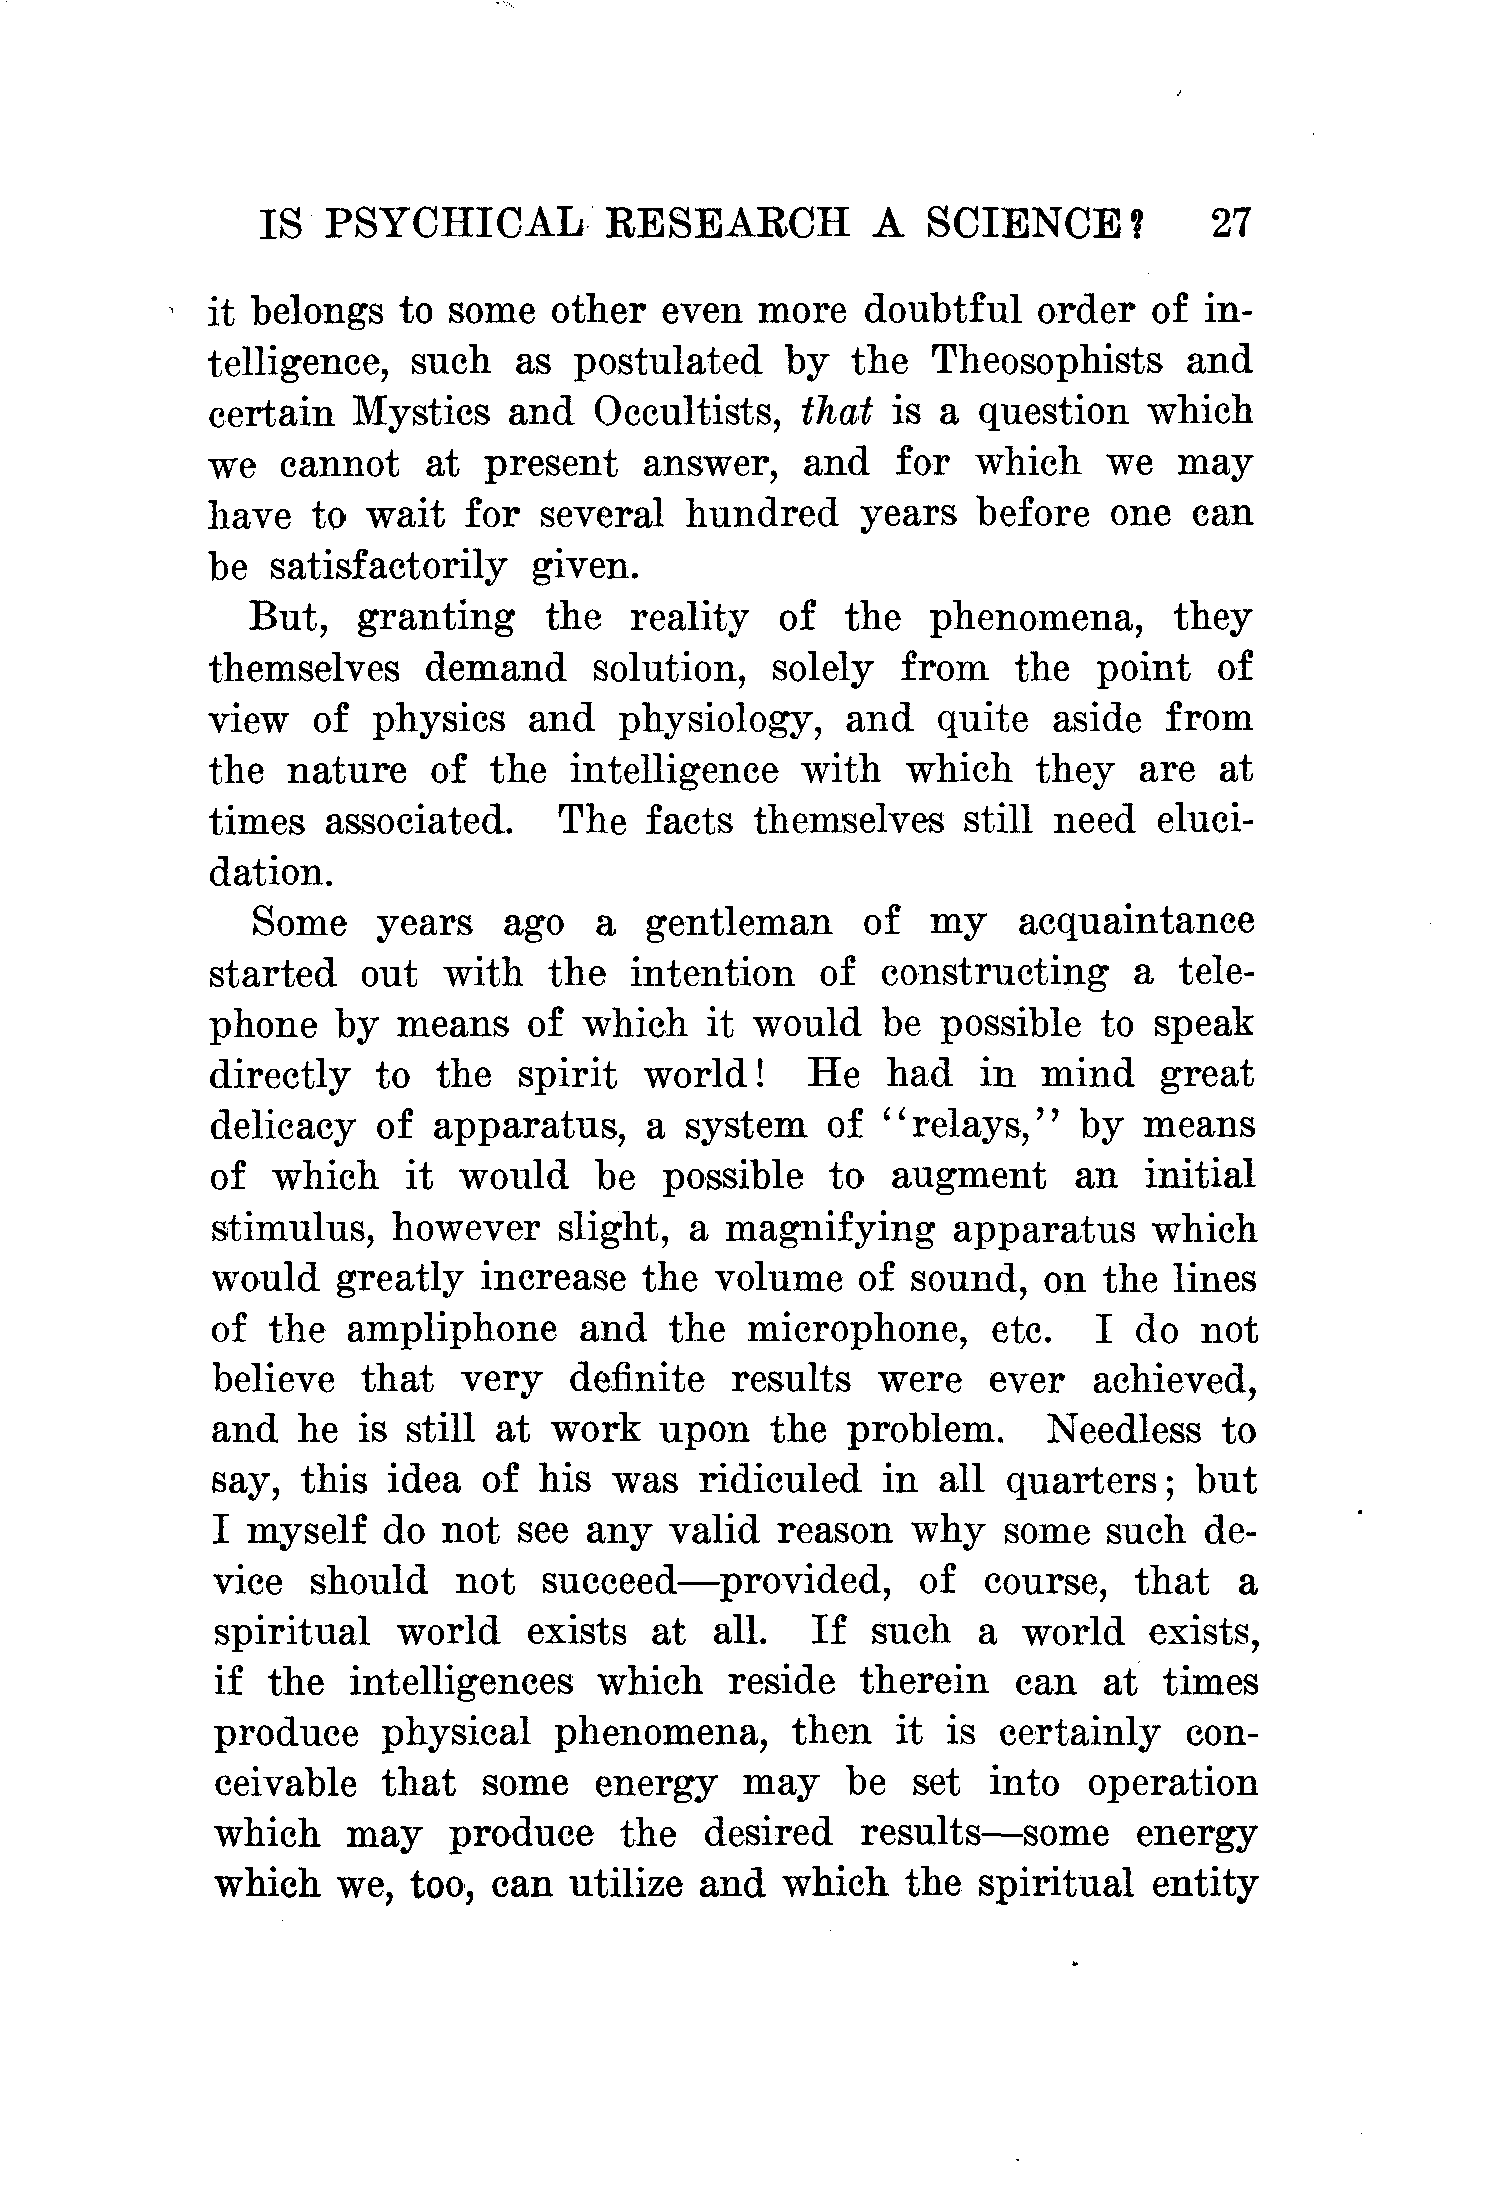 IS PSYCHICAL RESEARCH A SCIENCE? 27
it belongs to some other even more doubtful order of in-
telligence, such as postulated by the Theosophists and
certain Mystics and Occultists, that is a question which
we cannot at present answer, and for which we may
have to wait for several hundred years before one can
be satisfactorily given.
But, granting the reality of the phenomena, they
themselves demand solution, solely from the point of
view of physics and physiology, and quite aside from
the nature of the intelligence with which they are at
times associated. The facts themselves still need eluci-
dation.
Some years ago a gentleman of my acquaintance
started out with the intention of constructing a tele-
phone by means of which it would be possible to speak
directly to the spirit world! He had in mind great
delicacy of apparatus, a system of "relays," by means
of which it would be possible to augment an initial
stimulus, however slight, a magnifying apparatus which
would greatly increase the volume of sound, on the lines
of the ampliphone and the microphone, etc. I do not
believe that very definite results were ever achieved,
and he is still at work upon the problem. Needless to
say, this idea of his was ridiculed in all quarters; but
I myself do not see any valid reason why some such de-
vice should not succeed—provided, of course, that a
spiritual world exists at all. If such a world exists,
if the intelligences which reside therein can at times
produce physical phenomena, then it is certainly con-
ceivable that some energy may be set into operation
which may produce the desired results—some energy
which we, too, can utilize and which the spiritual entity